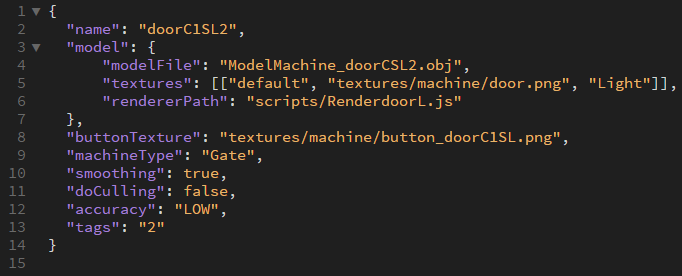 1 {
2 "name": "doorC1SL2",
3 "model": {
4 "modelFile": "ModelMachine_doorCSL2.obj",
5 "textures": [["default", "textures/machine/door.png", "Light"]],
6 "rendererPath": "scripts/RenderdoorL.js"
7 },
8 "buttonTexture": "textures/machine/button_doorC1SL.png",
9 "machineType": "Gate",
10 "smoothing": true,
11 "doCulling": false,
12 "accuracy": "LOW",
13 "tags": "2"
14 }
15